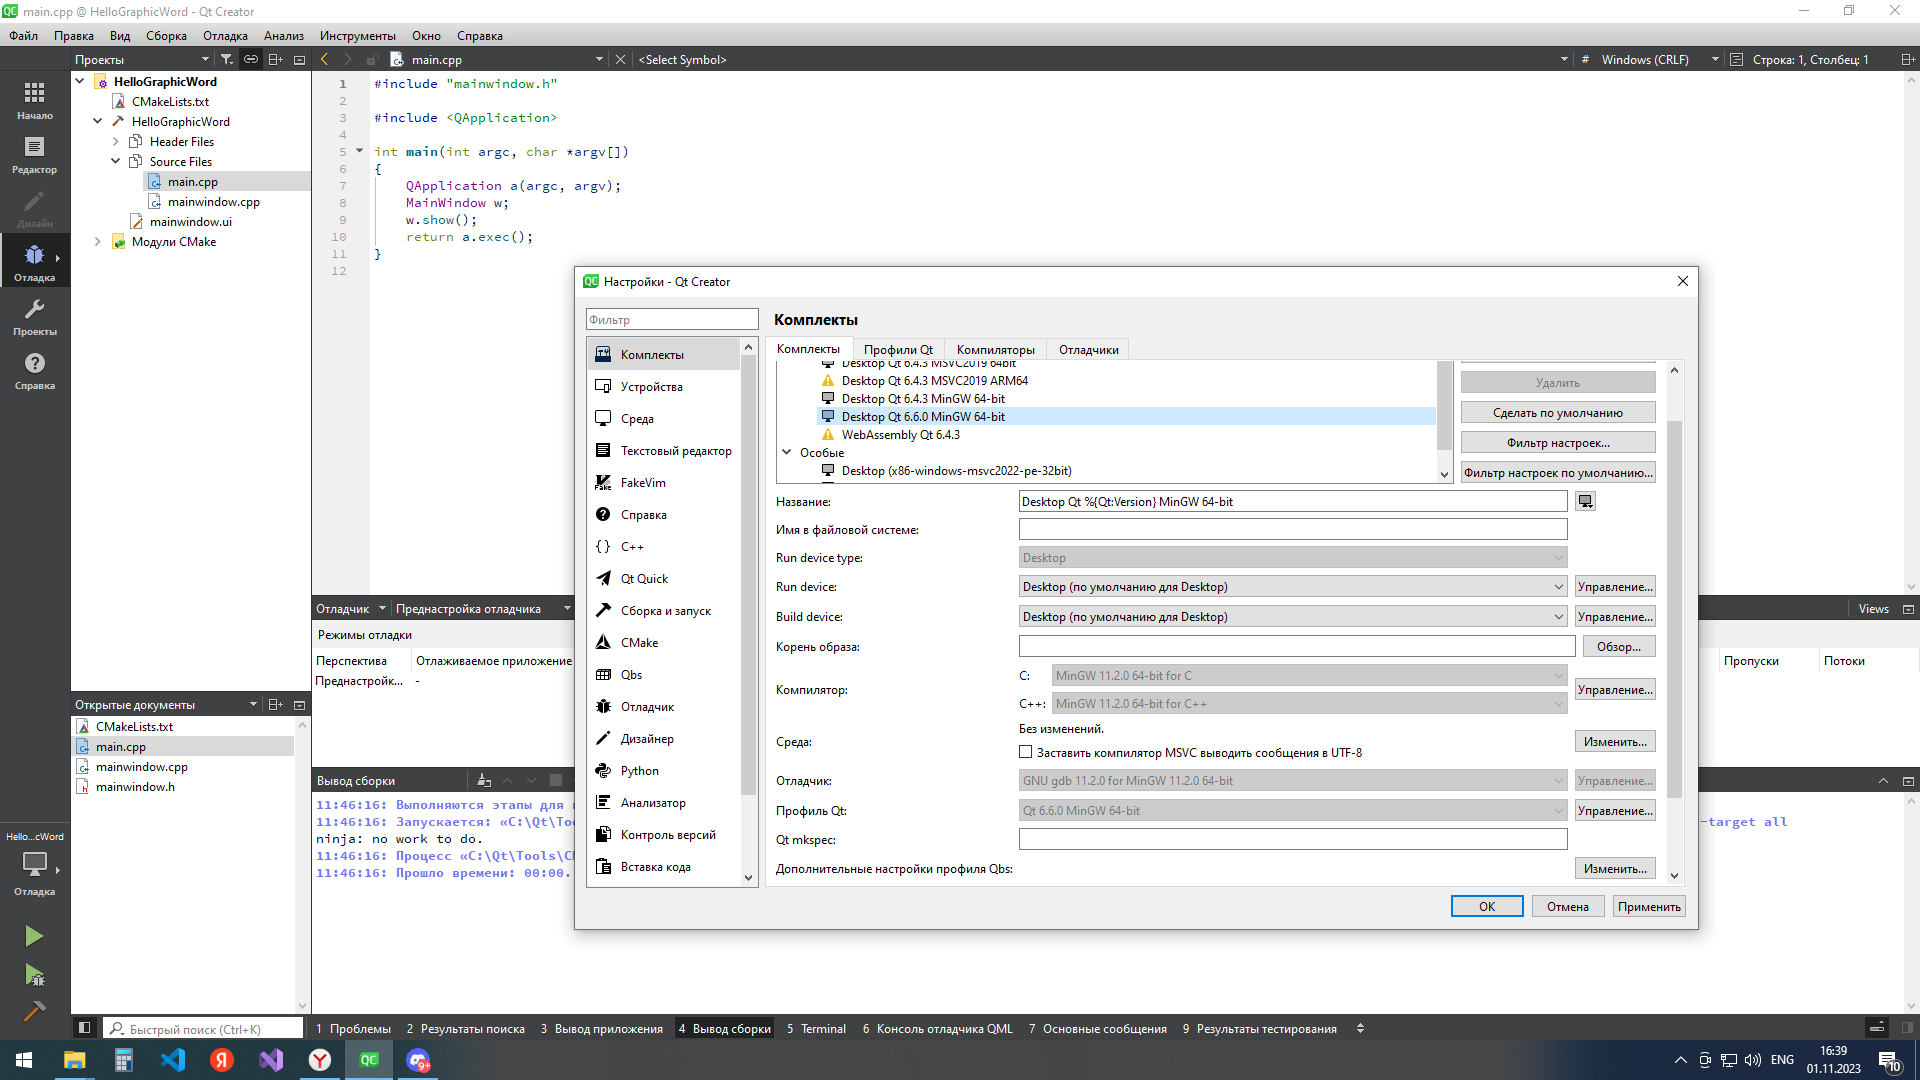 main.cpp @ HelloGraphicWord - Qt Creator
Файл Правка Вид Сборка Отладка Анализ Инструменты Окно Справка
Проекты
main.cpp
<Select Symbol>
# Windows (CRLF)
Строка: 1, Столбец: 1
Начало
Редактор
Дизайн
Отладка
Проекты
Справка
HelloGraphicWord
CMakeLists.txt
HelloGraphicWord
Header Files
Source Files
main.cpp
mainwindow.cpp
mainwindow.ui
Модули CMake
1 #include "mainwindow.h"
2
3 #include <QApplication>
4
5 int main(int argc, char *argv[])
6 {
7 QApplication a(argc, argv);
8 MainWindow w;
9 w.show();
10 return a.exec();
11 }
12
Настройки - Qt Creator
Фильтр
Комплекты
Устройства
Среда
Текстовый редактор
FakeVim
Справка
C++
Qt Quick
Сборка и запуск
CMake
Qbs
Отладчик
Дизайнер
Python
Анализатор
Контроль версий
Вставка кода
Комплекты
Комплекты Профили Qt Компиляторы Отладчики
Desktop Qt 6.4.3 MSVC2019 64bit
Desktop Qt 6.4.3 MSVC2019 ARM64
Desktop Qt 6.4.3 MinGW 64-bit
Desktop Qt 6.6.0 MinGW 64-bit
WebAssembly Qt 6.4.3
Особые
Desktop (x86-windows-msvc2022-pe-32bit)
Удалить
Сделать по умолчанию
Фильтр настроек...
Фильтр настроек по умолчанию...
Название: Desktop Qt %{Qt:Version} MinGW 64-bit
Имя в файловой системе:
Run device type: Desktop
Run device: Desktop (по умолчанию для Desktop) Управление...
Build device: Desktop (по умолчанию для Desktop) Управление...
Корень образа: Обзор...
Компилятор:
C: MinGW 11.2.0 64-bit for C
C++: MinGW 11.2.0 64-bit for C++
Управление...
Среда:
Без изменений.
Заставить компилятор MSVC выводить сообщения в UTF-8
Изменить...
Отладчик: GNU gdb 11.2.0 for MinGW 11.2.0 64-bit Управление...
Профиль Qt: Qt 6.6.0 MinGW 64-bit Управление...
Qt mkspec:
Дополнительные настройки профиля Qbs: Изменить...
OK Отмена Применить
Отладчик Преднастройка отладчика
Views
Режимы отладки
Перспектива Отлаживаемое приложение
Преднастройк... -
Пропуски Потоки
Открытые документы
CMakeLists.txt
main.cpp
mainwindow.cpp
mainwindow.h
Вывод сборки
11:46:16: Выполняются этапы для
11:46:16: Запускается: «C:\Qt\Too
-target all
ninja: no work to do.
11:46:16: Процесс «C:\Qt\Tools\C
11:46:16: Прошло времени: 00:00.
Hello...cWord
Отладка
Быстрый поиск (Ctrl+K)
1 Проблемы 2 Результаты поиска 3 Вывод приложения 4 Вывод сборки 5 Terminal 6 Консоль отладчика QML 7 Основные сообщения 9 Результаты тестирования
9+
ENG
16:39
01.11.2023
10